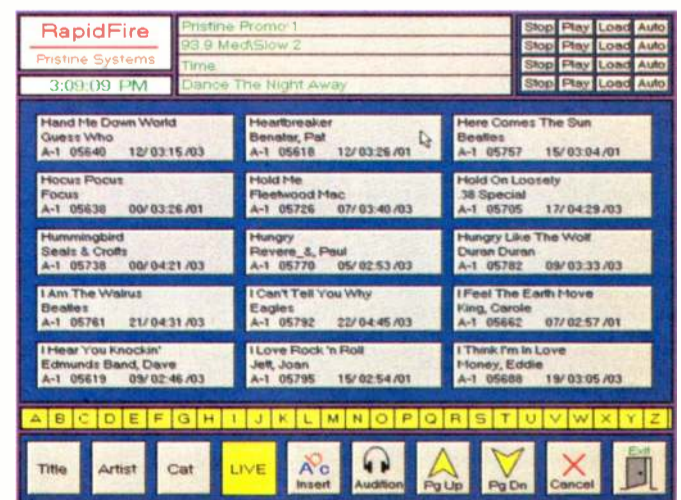 RapidFire
Pristine Systems
3:09:09 PM
Pristine Promo 1
93.9 Med\Slow 2
Time
Dance The Night Away
Stop Play Load Auto
Stop Play Load Auto
Stop Play Load Auto
Stop Play Load Auto
Hand Me Down World
Guess Who
A-1 05640 12/03:15/03
Heartbreaker
Benatar, Pat
A-1 05618 12/03:26/01
Here Comes The Sun
Beatles
A-1 05757 15/03:04/01
Hocus Pocus
Focus
A-1 05638 00/03:26/01
Hold Me
Fleetwood Mac
A-1 05726 07/03:40/03
Hold On Loosely
.38 Special
A-1 05705 17/04:29/03
Hummingbird
Seals & Crofts
A-1 05738 00/04:21/03
Hungry
Revere_&, Paul
A-1 05770 05/02:53/03
Hungry Like The Wolf
Duran Duran
A-1 05782 09/03:33/03
I Am The Walrus
Beatles
A-1 05761 21/04:31/03
I Can't Tell You Why
Eagles
A-1 05792 22/04:45/03
I Feel The Earth Move
King, Carole
A-1 05662 07/02:57/01
I Hear You Knockin'
Edmunds Band, Dave
A-1 05619 09/02:46/03
I Love Rock 'n Roll
Jett, Joan
A-1 05795 15/02:54/01
I Think I'm In Love
Money, Eddie
A-1 05688 19/03:05/03
A B C D E F G H I J K L M N O P Q R S T U V W X Y Z
Title Artist Cat LIVE Insert Audition Pg Up Pg Dn Cancel Exit